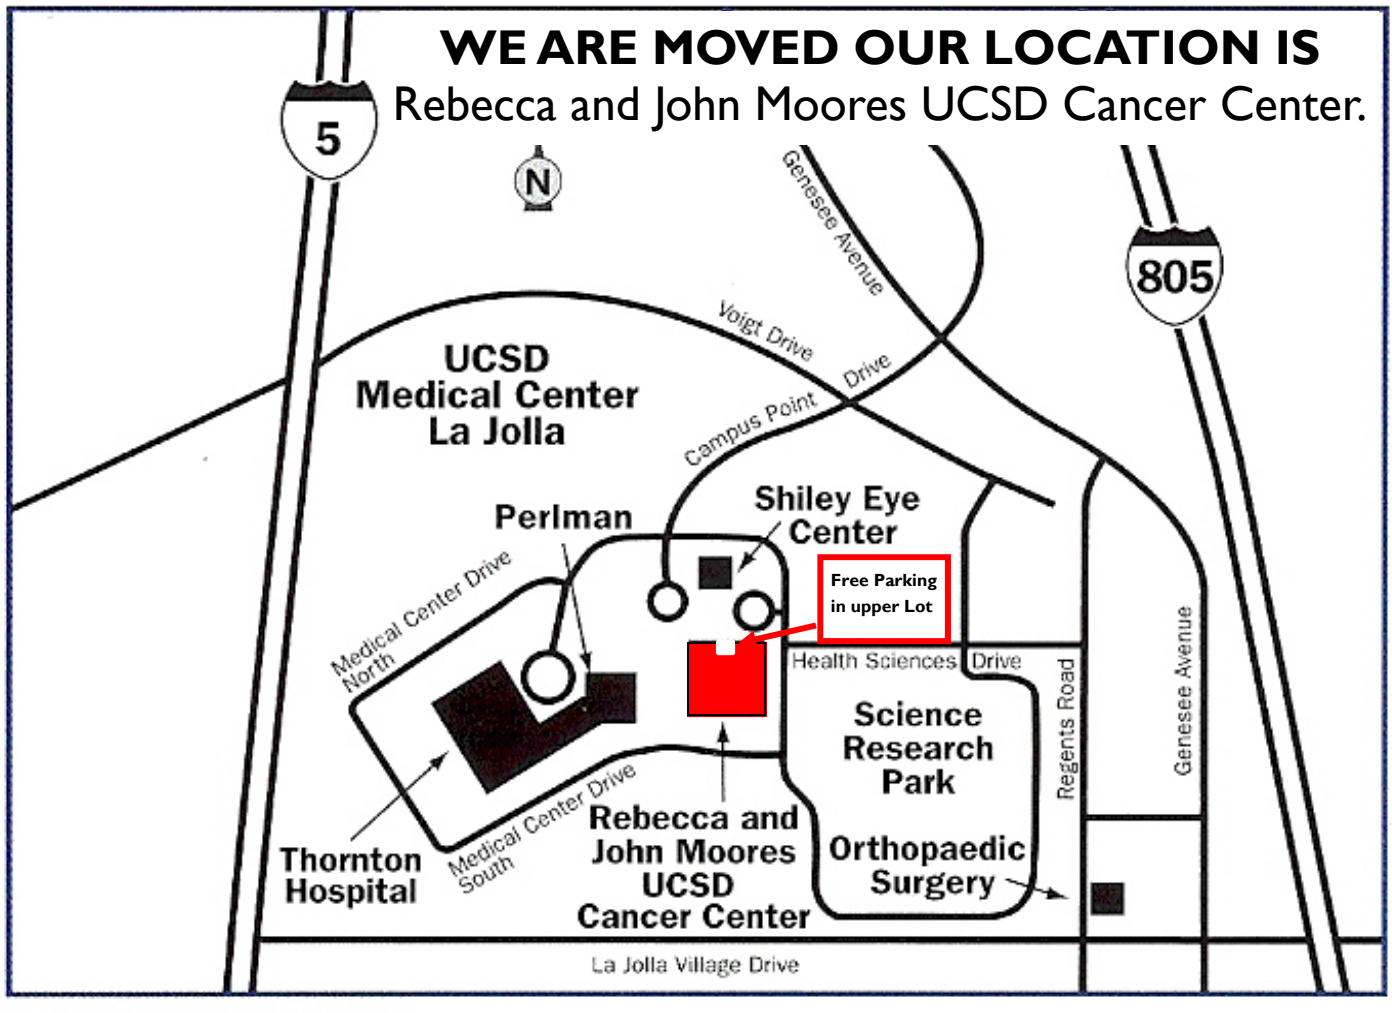 WE ARE MOVED OUR LOCATION IS
Rebecca and John Moores UCSD Cancer Center.
5
N
Genesee Avenue
805
Voigt Drive
UCSD
Medical Center
La Jolla
Campus Point Drive
Perlman
Shiley Eye
Center
Free Parking
in upper Lot
Medical Center Drive
North
Health Sciences Drive
Science
Research
Park
Regents Road
Genesee Avenue
Medical Center Drive
South
Thornton
Hospital
Rebecca and
John Moores
UCSD
Cancer Center
Orthopaedic
Surgery
La Jolla Village Drive